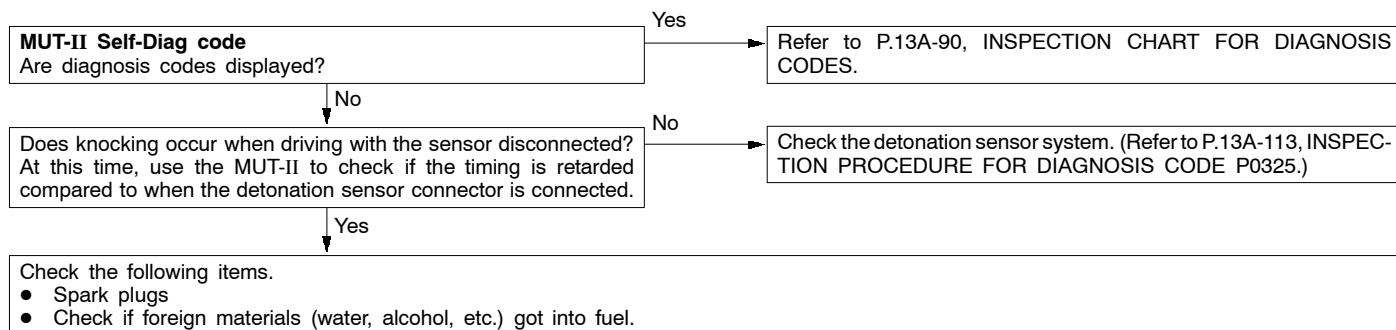 Yes
MUT-II Self-Diag code
Are diagnosis codes displayed?
Refer to P.13A-90, INSPECTION CHART FOR DIAGNOSIS
CODES.
No
Does knocking occur when driving with the sensor disconnected?
At this time, use the MUT-II to check if the timing is retarded
compared to when the detonation sensor connector is connected.
No
Check the detonation sensor system. (Refer to P.13A-113, INSPEC-
TION PROCEDURE FOR DIAGNOSIS CODE P0325.)
Yes
Check the following items.
● Spark plugs
● Check if foreign materials (water, alcohol, etc.) got into fuel.